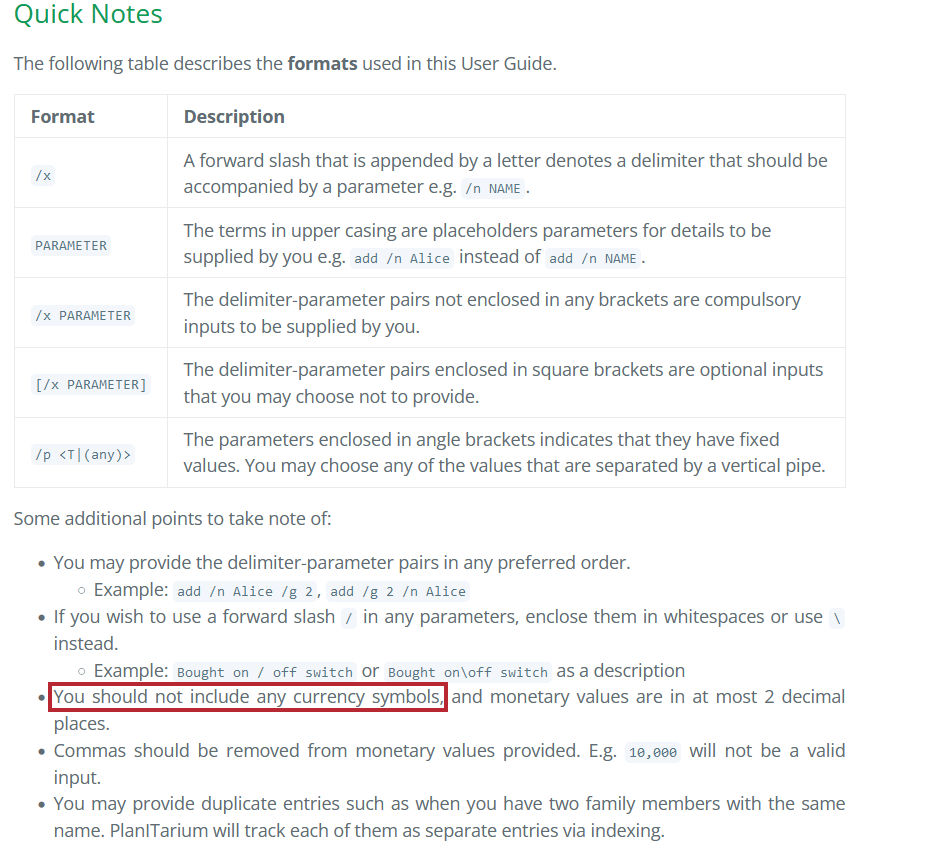 Quick Notes
The following table describes the formats used in this User Guide.
Format Description
/x
A forward slash that is appended by a letter denotes a delimiter that should be
accompanied by a parameter e.g. /n NAME .
PARAMETER
The terms in upper casing are placeholders parameters for details to be
supplied by you e.g. add /n Alice instead of add /n NAME .
/x PARAMETER
The delimiter-parameter pairs not enclosed in any brackets are compulsory
inputs to be supplied by you.
[/x PARAMETER]
The delimiter-parameter pairs enclosed in square brackets are optional inputs
that you may choose not to provide.
/p <T|(any)>
The parameters enclosed in angle brackets indicates that they have fixed
values. You may choose any of the values that are separated by a vertical pipe.
Some additional points to take note of:
• You may provide the delimiter-parameter pairs in any preferred order.
○ Example: add /n Alice /g 2 , add /g 2 /n Alice
• If you wish to use a forward slash / in any parameters, enclose them in whitespaces or use \
instead.
○ Example: Bought on / off switch or Bought on\off switch as a description
• You should not include any currency symbols, and monetary values are in at most 2 decimal
places.
• Commas should be removed from monetary values provided. E.g. 10,000 will not be a valid
input.
• You may provide duplicate entries such as when you have two family members with the same
name. PlanITarium will track each of them as separate entries via indexing.